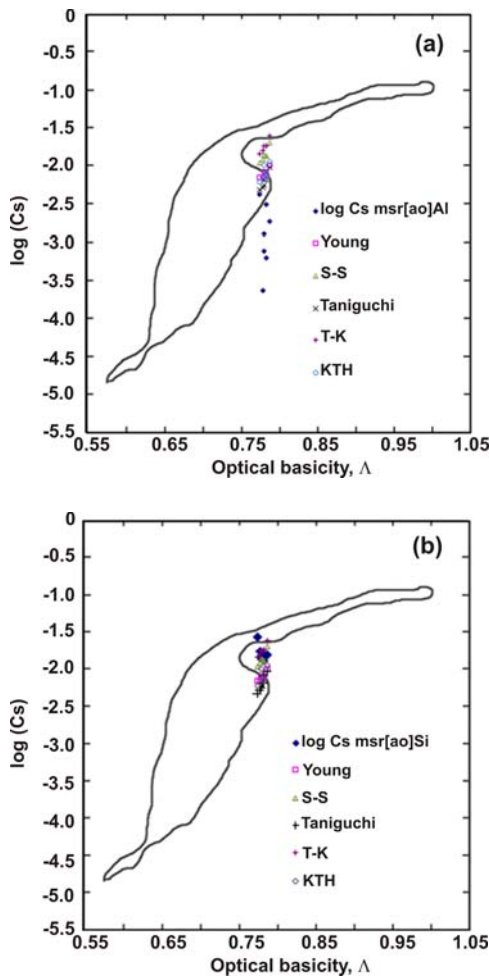 0
(a)
-0.5
-1.0
-1.5
-2.0
-2.5
-3.0
-3.5
-4.0
-4.5
-5.0
-5.5
log (Cs)
log Cs msr[ao]Al
Young
S-S
Taniguchi
T-K
KTH
0.55 0.65 0.75 0.85 0.95 1.05
Optical basicity, Λ
0
(b)
-0.5
-1.0
-1.5
-2.0
-2.5
-3.0
-3.5
-4.0
-4.5
-5.0
-5.5
log (Cs)
log Cs msr[ao]Si
Young
S-S
Taniguchi
T-K
KTH
0.55 0.65 0.75 0.85 0.95 1.05
Optical basicity, Λ